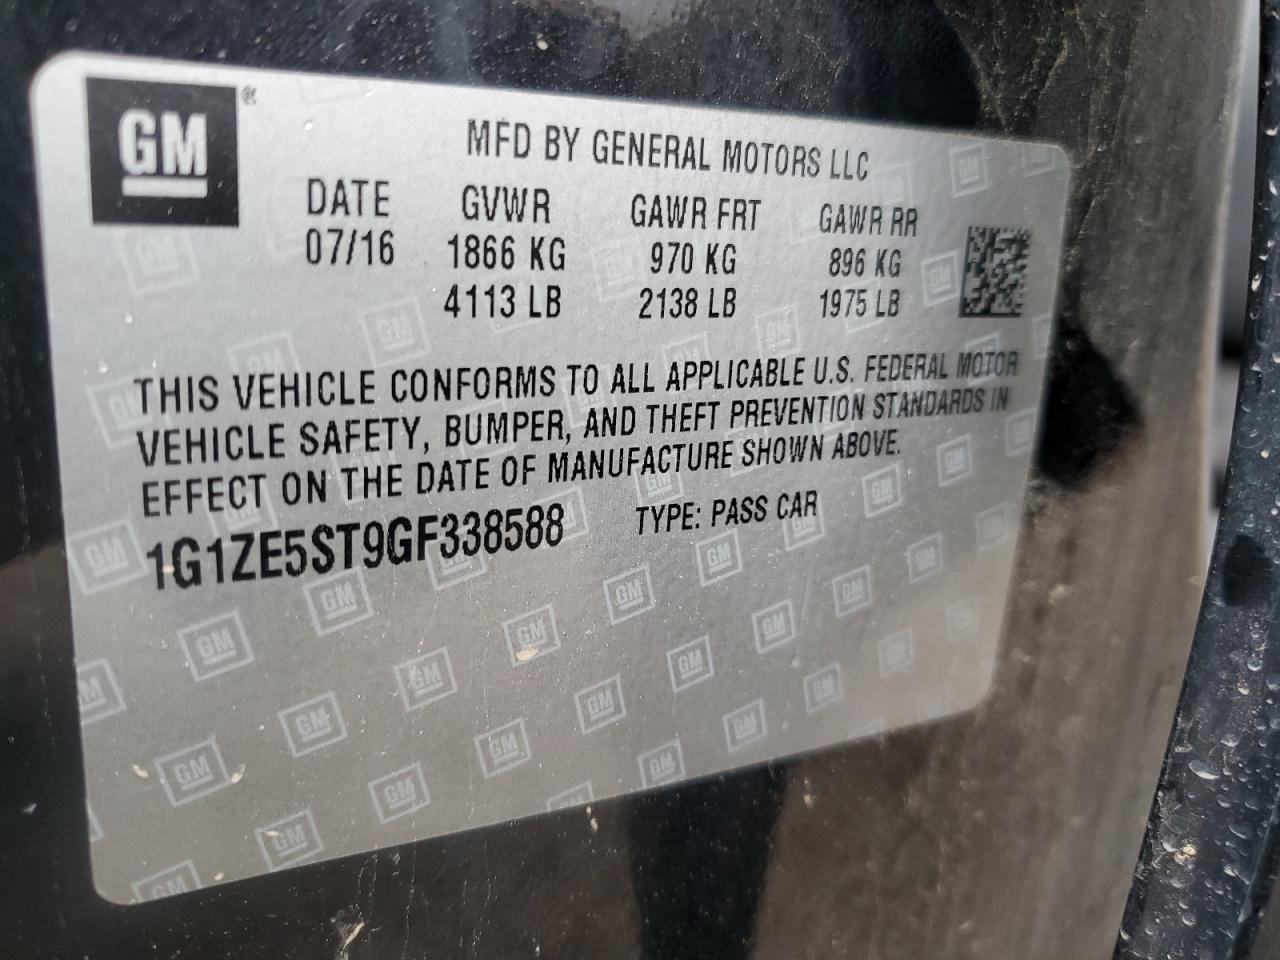 GM®
MFD BY GENERAL MOTORS LLC
DATE GVWR GAWR FRT GAWR RR
07/16 1866 KG 970 KG 896 KG
4113 LB 2138 LB 1975 LB
THIS VEHICLE CONFORMS TO ALL APPLICABLE U.S. FEDERAL MOTOR
VEHICLE SAFETY, BUMPER, AND THEFT PREVENTION STANDARDS IN
EFFECT ON THE DATE OF MANUFACTURE SHOWN ABOVE.
1G1ZE5ST9GF338588 TYPE: PASS CAR